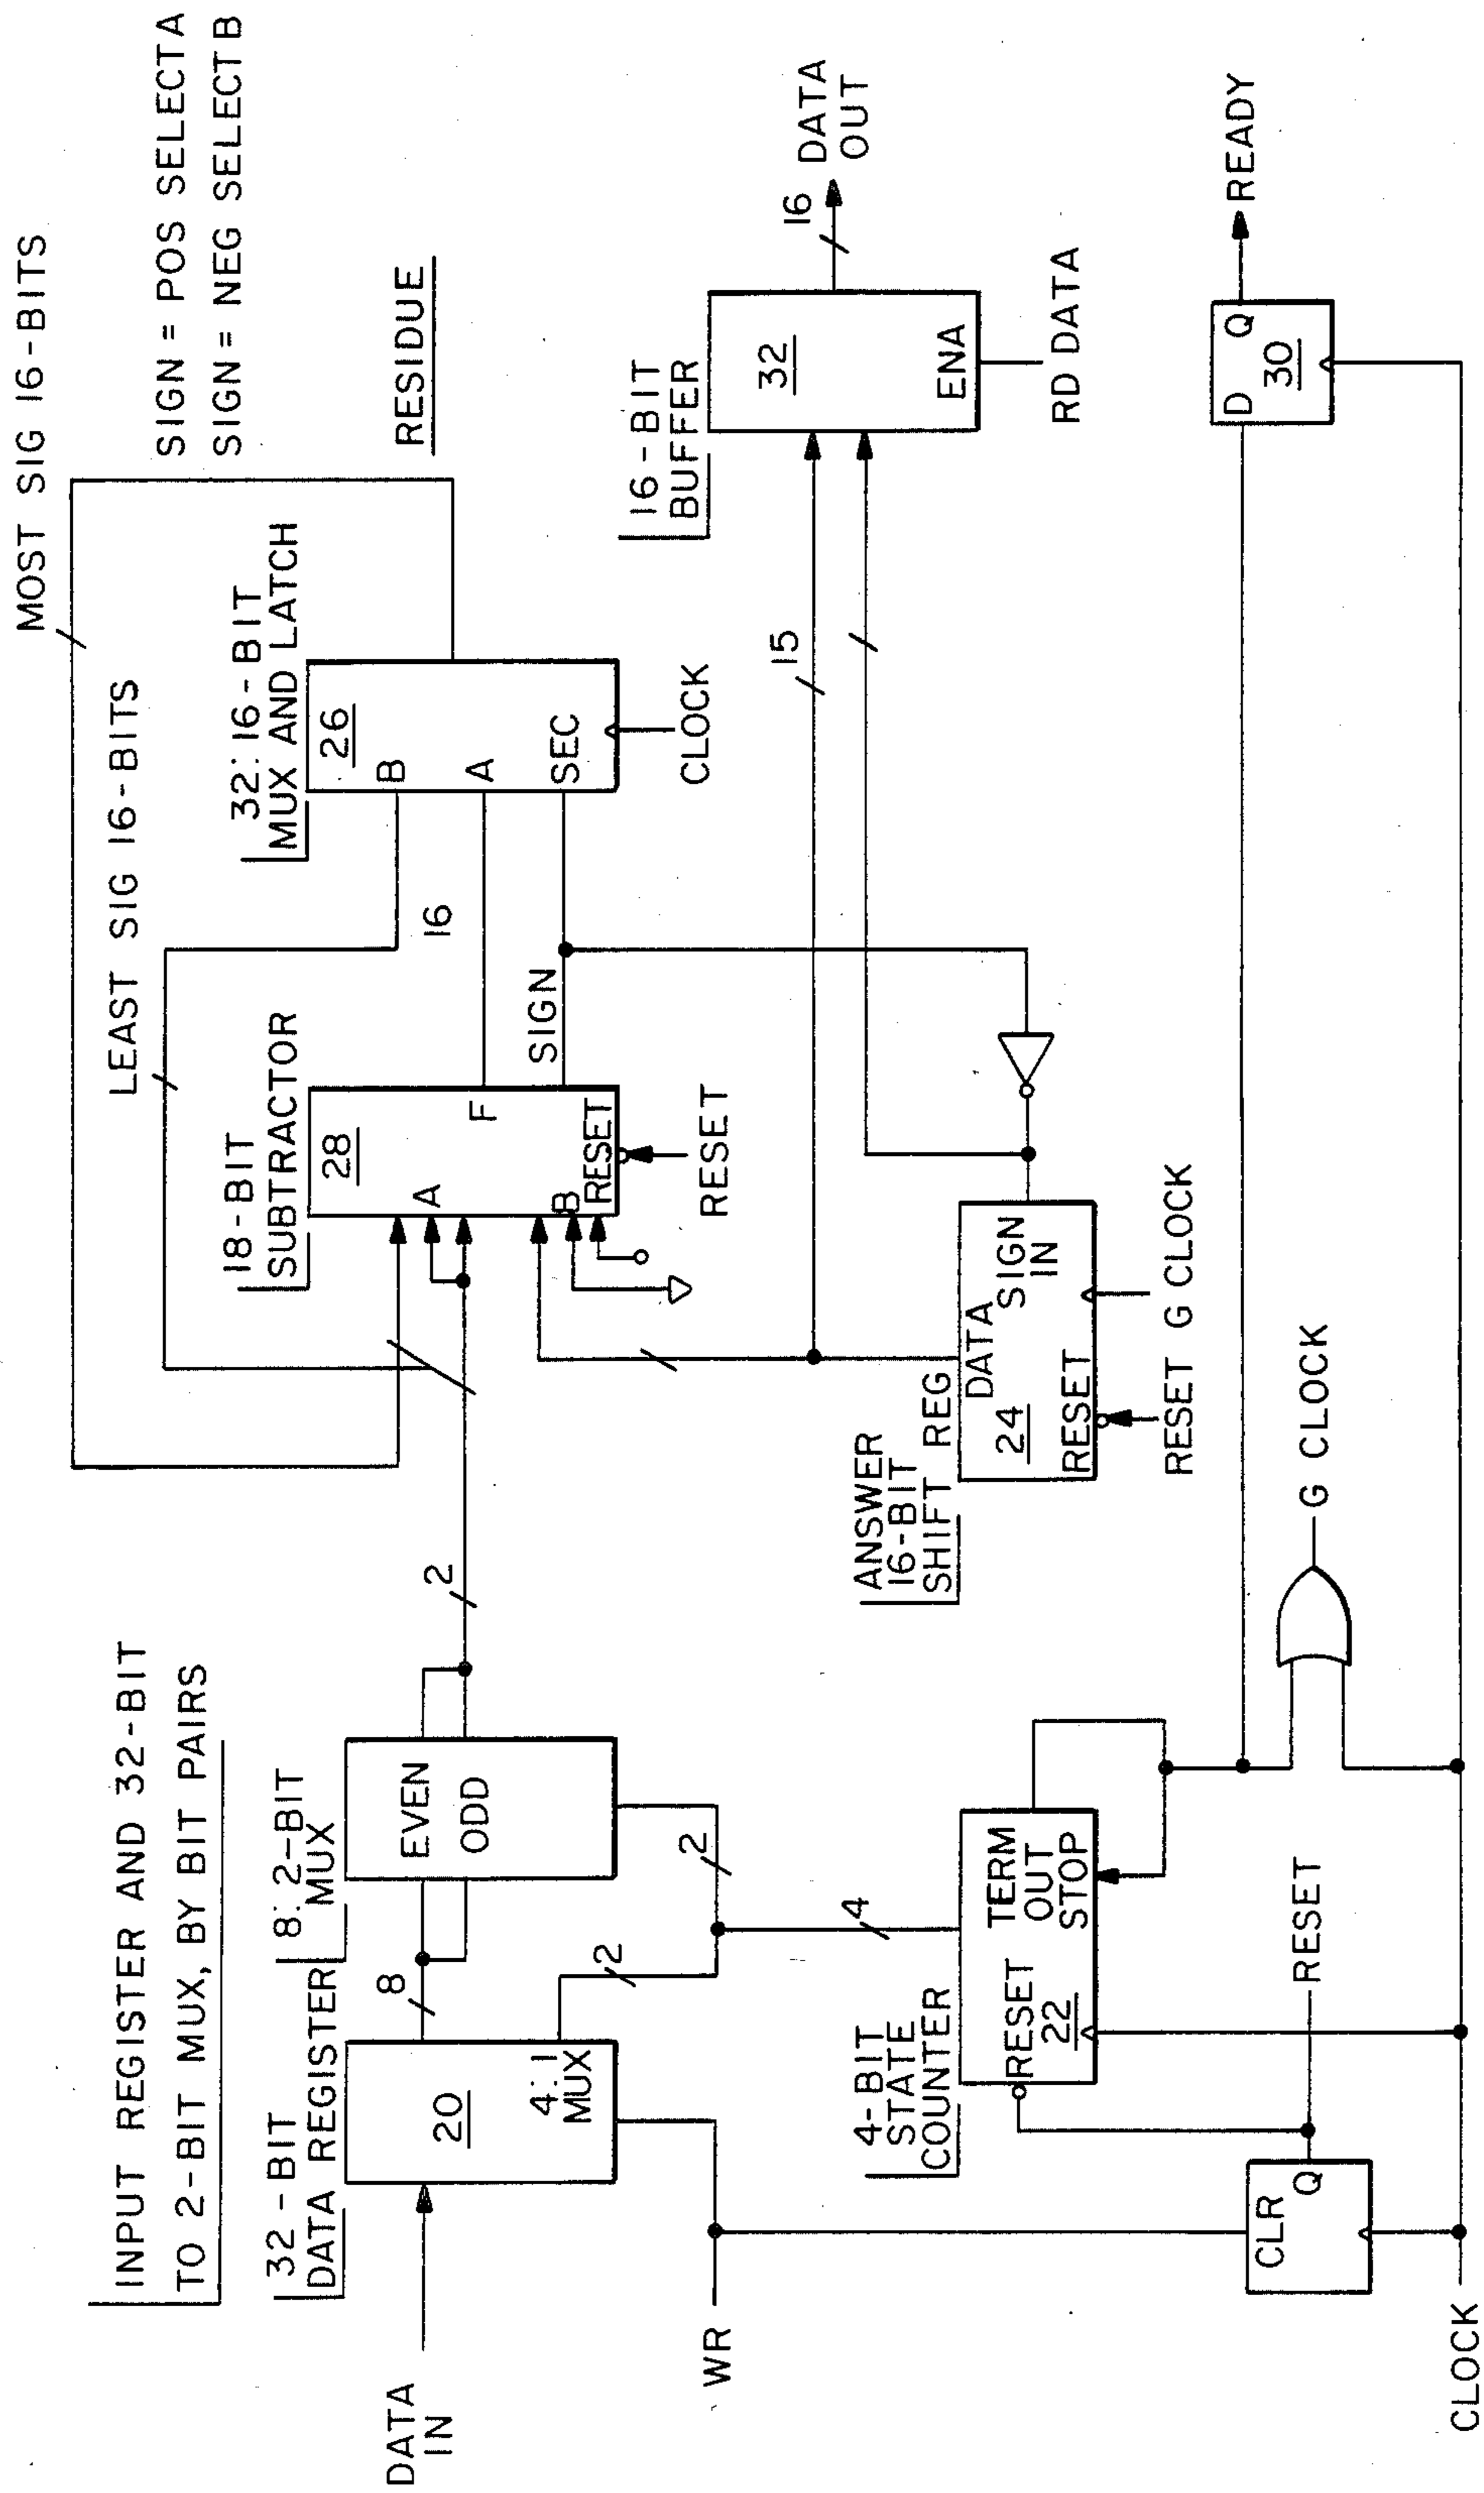 MOST SIG 16-BITS
LEAST SIG 16-BITS
SIGN = POS SELECT A
SIGN = NEG SELECT B
RESIDUE
INPUT REGISTER AND 32-BIT
TO 2-BIT MUX, BY BIT PAIRS
32-BIT
DATA REGISTER
20
4:1
MUX
DATA
IN
WR
8
2
8:2-BIT
MUX
EVEN
ODD
2
2
4
18-BIT
SUBTRACTOR
28
A
F
B
RESET
RESET
SIGN
16
32:16-BIT
MUX AND LATCH
26
B
A
SEC
CLOCK
16-BIT
BUFFER
32
ENA
RD DATA
15
16
DATA
OUT
ANSWER
16-BIT
SHIFT REG
DATA
24
SIGN
IN
RESET
RESET G CLOCK
4-BIT
STATE
COUNTER
RESET
22
TERM
OUT
STOP
G CLOCK
RESET
CLR
Q
CLOCK
D Q
30
READY